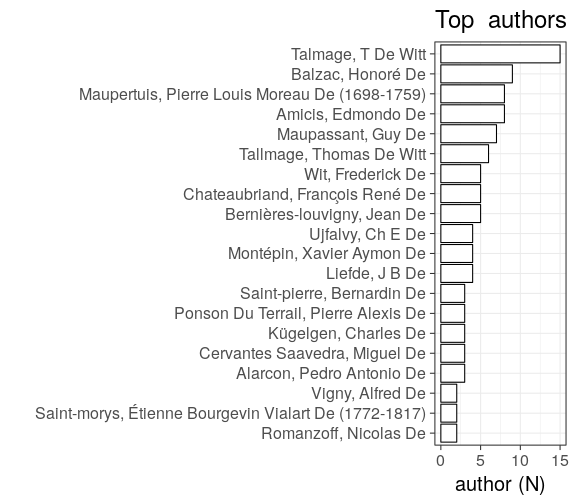 Top authors
Talmage, T De Witt
Balzac, Honoré De
Maupertuis, Pierre Louis Moreau De (1698-1759)
Amicis, Edmondo De
Maupassant, Guy De
Tallmage, Thomas De Witt
Wit, Frederick De
Chateaubriand, François René De
Bernières-louvigny, Jean De
Ujfalvy, Ch E De
Montépin, Xavier Aymon De
Liefde, J B De
Saint-pierre, Bernardin De
Ponson Du Terrail, Pierre Alexis De
Kügelgen, Charles De
Cervantes Saavedra, Miguel De
Alarcon, Pedro Antonio De
Vigny, Alfred De
Saint-morys, Étienne Bourgevin Vialart De (1772-1817)
Romanzoff, Nicolas De
0 5 10 15
author (N)